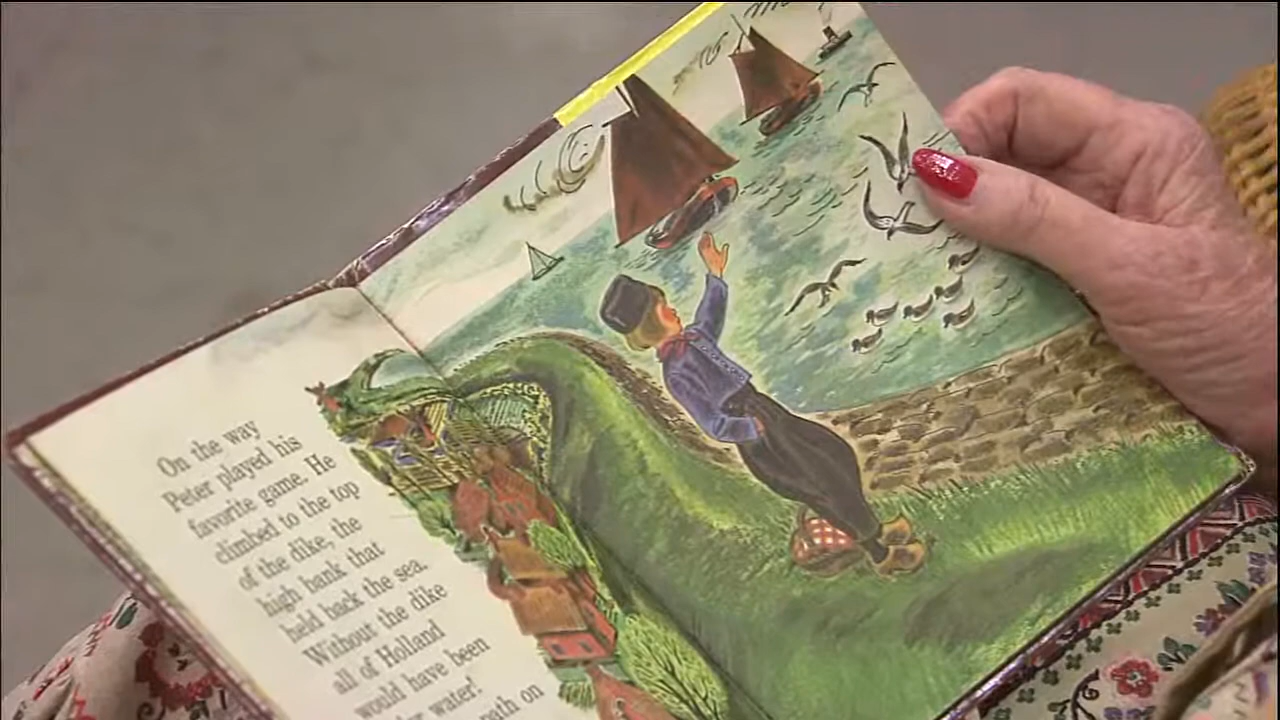 On the way
Peter played his
favorite game. He
climbed to the top
of the dike, the
high bank that
held back the sea.
Without the dike
all of Holland
would have been
water!
on